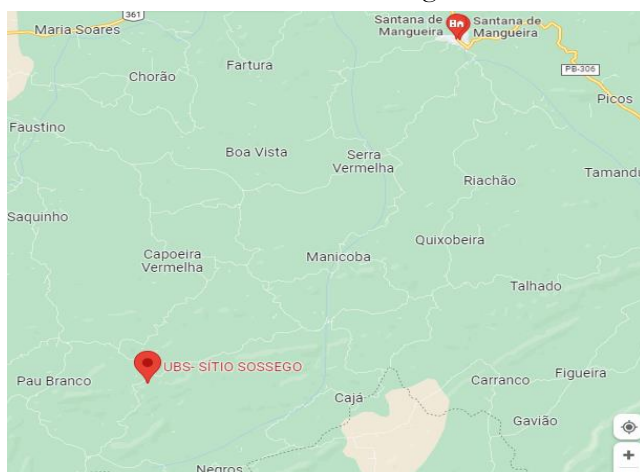 361
Maria Soares
Santana de
Mangueira
Santana de
Mangueira
PB-306
Fartura
Chorão
Picos
Faustino
Boa Vista
Serra
Vermelha
Riachão
Saquinho
Quixobeira
Capoeira
Vermelha
Manicoba
Talhado
UBS- SÍTIO SOSSEGO
Pau Branco
Carranco
Figueira
Cajá
Gavião
Negros